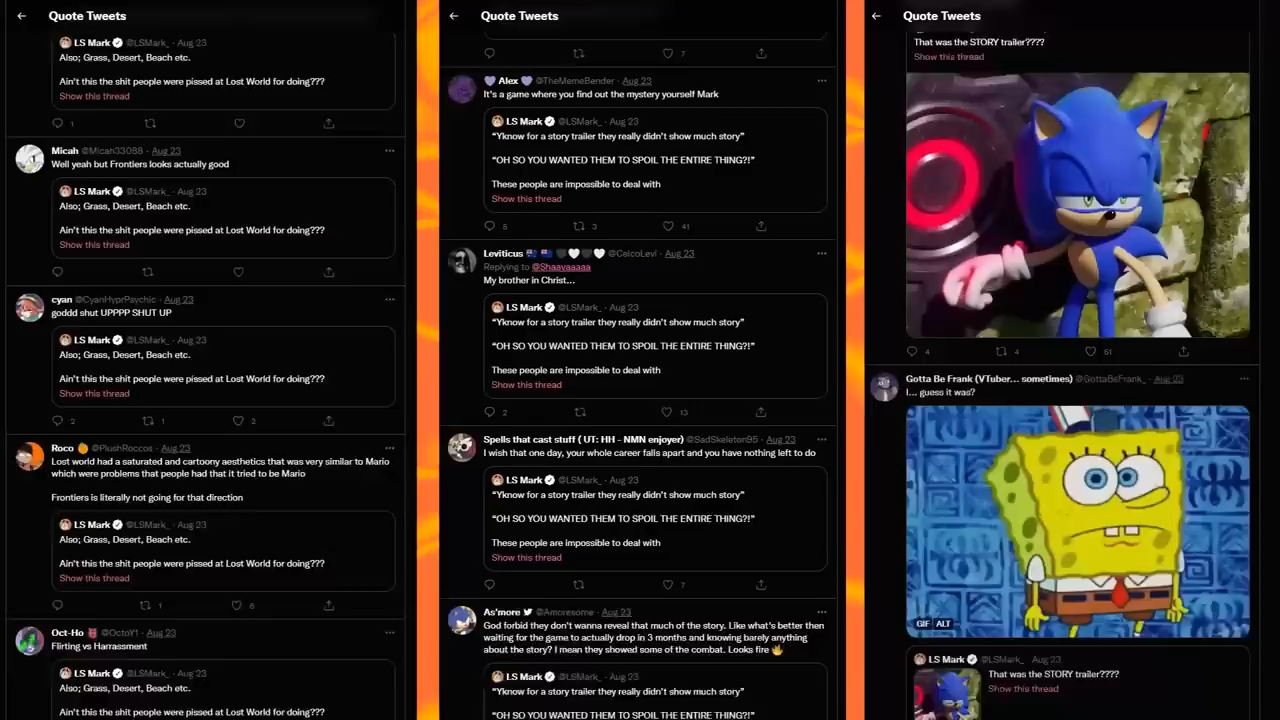 Quote Tweets
LS Mark @LSMark_ · Aug 23
Also; Grass, Desert, Beach etc.
Ain't this the shit people were pissed at Lost World for doing???
Show this thread
1
Micah @Micah33088 · Aug 23
Well yeah but Frontiers looks actually good
LS Mark @LSMark_ · Aug 23
Also; Grass, Desert, Beach etc.
Ain't this the shit people were pissed at Lost World for doing???
Show this thread
cyan @CyanHyprPsychic · Aug 23
goddd shut UPPPP SHUT UP
LS Mark @LSMark_ · Aug 23
Also; Grass, Desert, Beach etc.
Ain't this the shit people were pissed at Lost World for doing???
Show this thread
2 1 2
Roco @PlushRoccos · Aug 23
Lost world had a saturated and cartoony aesthetics that was very similar to Mario
which were problems that people had that it tried to be Mario
Frontiers is literally not going for that direction
LS Mark @LSMark_ · Aug 23
Also; Grass, Desert, Beach etc.
Ain't this the shit people were pissed at Lost World for doing???
Show this thread
1 6
Oct-Ho @OctoY1 · Aug 23
Flirting vs Harrassment
LS Mark @LSMark_ · Aug 23
Also; Grass, Desert, Beach etc.
Ain't this the shit people were pissed at Lost World for doing???
Quote Tweets
7
Alex @TheMemeBender · Aug 23
It's a game where you find out the mystery yourself Mark
LS Mark @LSMark_ · Aug 23
“Yknow for a story trailer they really didn't show much story”
“OH SO YOU WANTED THEM TO SPOIL THE ENTIRE THING?!”
These people are impossible to deal with
Show this thread
5 3 41
Leviticus @CelcoLevi · Aug 23
Replying to @Shaayaaaaa
My brother in Christ...
LS Mark @LSMark_ · Aug 23
“Yknow for a story trailer they really didn't show much story”
“OH SO YOU WANTED THEM TO SPOIL THE ENTIRE THING?!”
These people are impossible to deal with
Show this thread
2 13
Spells that cast stuff ( UT: HH - NMN enjoyer) @SadSkeleton95 · Aug 23
I wish that one day, your whole career falls apart and you have nothing left to do
LS Mark @LSMark_ · Aug 23
“Yknow for a story trailer they really didn't show much story”
“OH SO YOU WANTED THEM TO SPOIL THE ENTIRE THING?!”
These people are impossible to deal with
Show this thread
7
As'more @Amoresome · Aug 23
God forbid they don't wanna reveal that much of the story. Like what's better then
waiting for the game to actually drop in 3 months and knowing barely anything
about the story? I mean they showed some of the combat. Looks fire
LS Mark @LSMark_ · Aug 23
“Yknow for a story trailer they really didn't show much story”
“OH SO YOU WANTED THEM TO SPOIL THE ENTIRE THING?!”
Quote Tweets
That was the STORY trailer????
Show this thread
4 4 51
Gotta Be Frank (VTuber... sometimes) @GottaBeFrank_ · Aug 23
I... guess it was?
GIF ALT
LS Mark @LSMark_ · Aug 23
That was the STORY trailer????
Show this thread